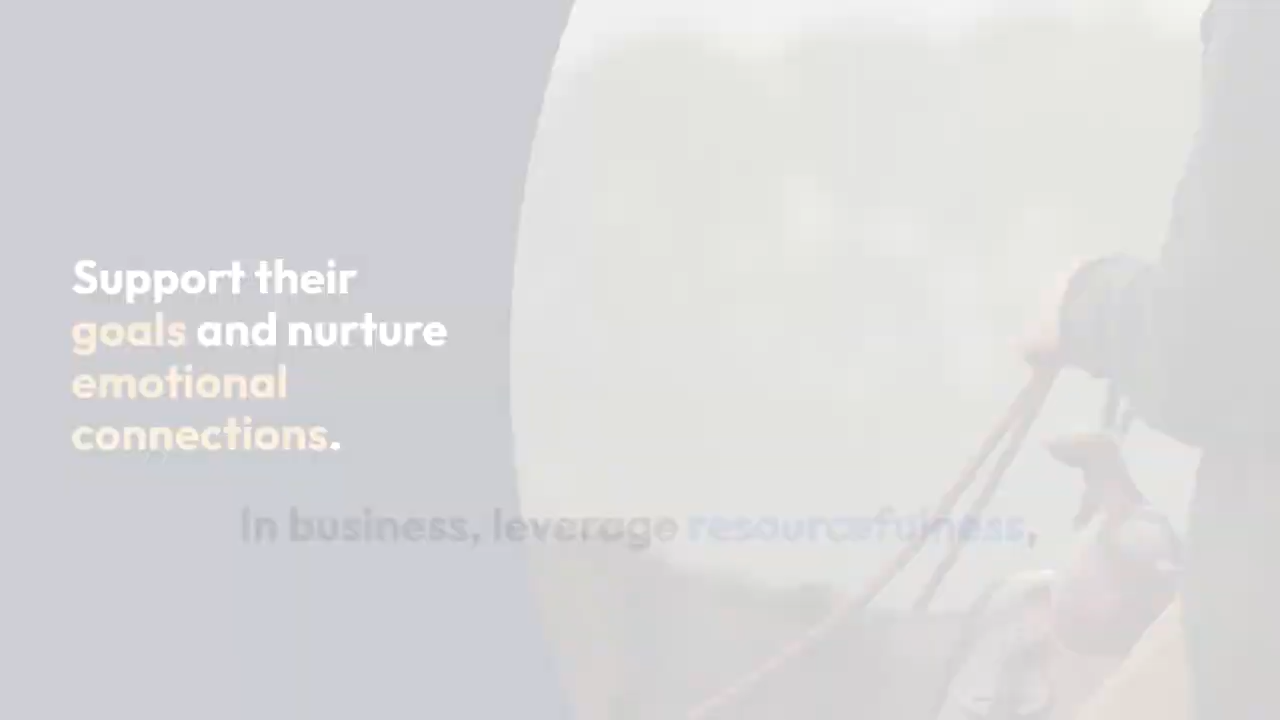 Support their
goals and nurture
emotional
connections.
In business, leverage resourcefulness,